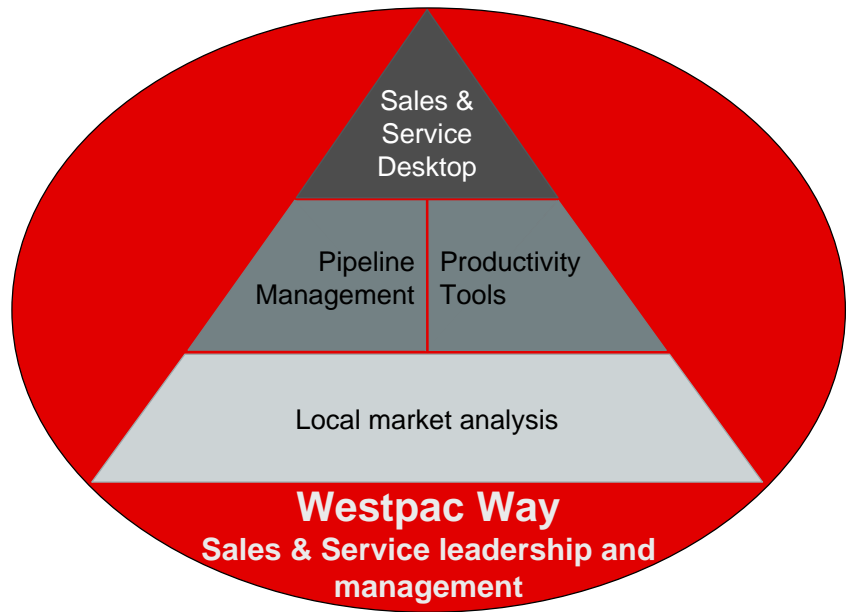 Sales &
Service
Desktop
Pipeline
Management
Productivity
Tools
Local market analysis
Westpac Way
Sales & Service leadership and
management